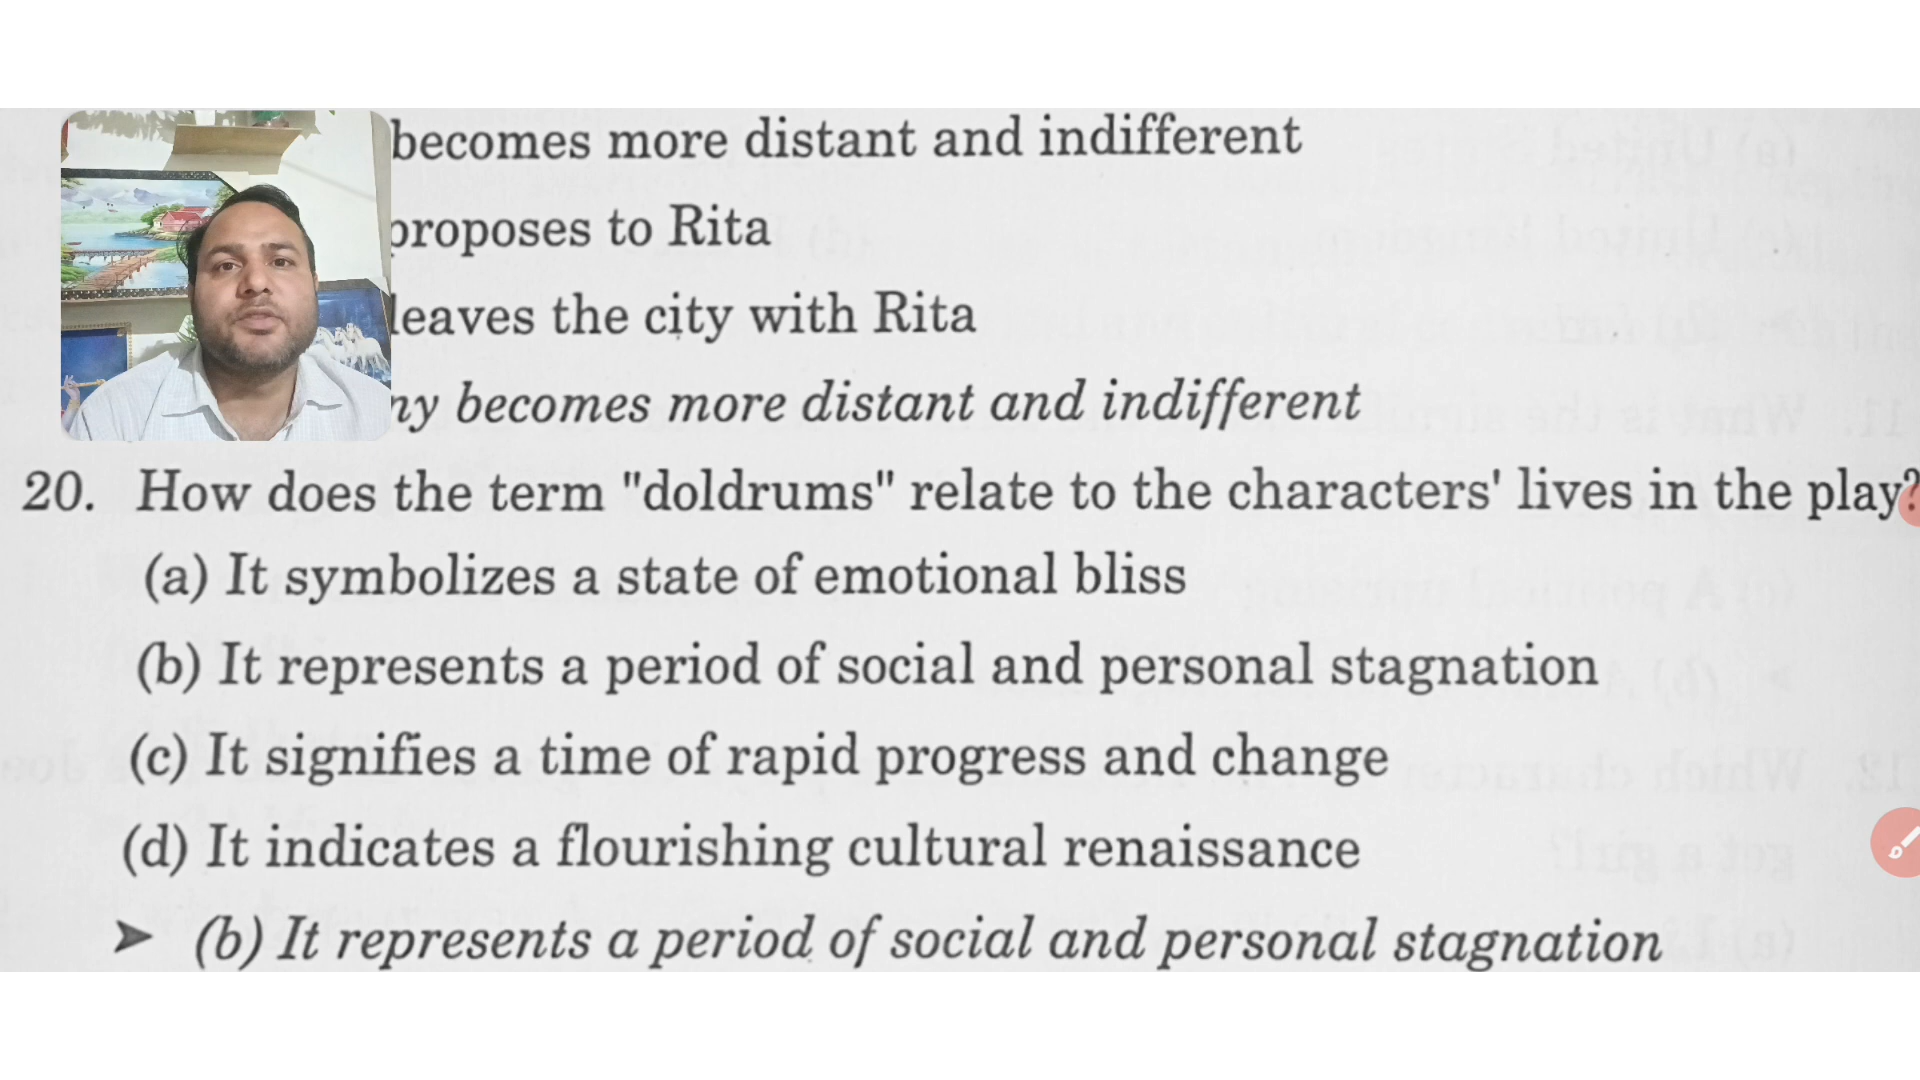 becomes more distant and indifferent
proposes to Rita
leaves the city with Rita
ny becomes more distant and indifferent
20. How does the term "doldrums" relate to the characters' lives in the play?
(a) It symbolizes a state of emotional bliss
(b) It represents a period of social and personal stagnation
(c) It signifies a time of rapid progress and change
(d) It indicates a flourishing cultural renaissance
➤ (b) It represents a period of social and personal stagnation